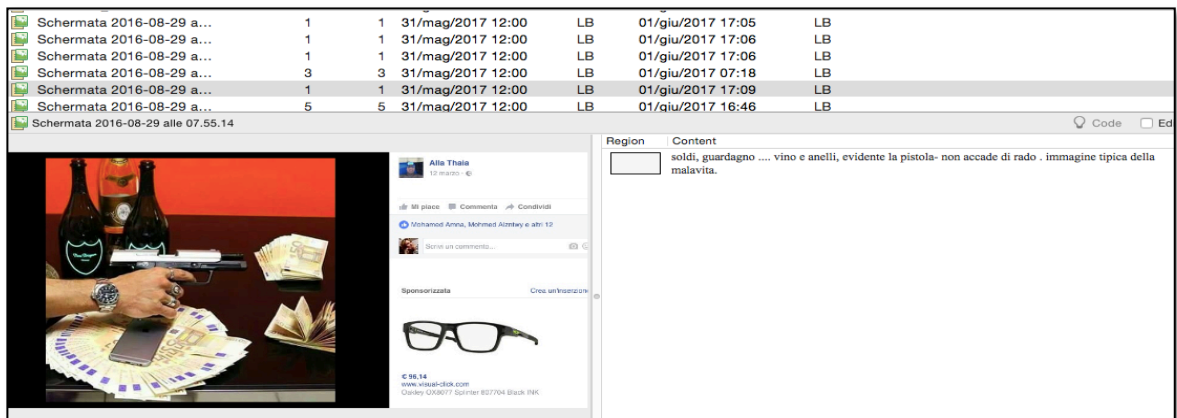 Schermata 2016-08-29 a... 1 1 31/mag/2017 12:00 LB 01/giu/2017 17:05 LB
Schermata 2016-08-29 a... 1 1 31/mag/2017 12:00 LB 01/giu/2017 17:06 LB
Schermata 2016-08-29 a... 1 1 31/mag/2017 12:00 LB 01/giu/2017 17:06 LB
Schermata 2016-08-29 a... 3 3 31/mag/2017 12:00 LB 01/giu/2017 07:18 LB
Schermata 2016-08-29 a... 1 1 31/mag/2017 12:00 LB 01/giu/2017 17:09 LB
Schermata 2016-08-29 a... 5 5 31/mag/2017 12:00 LB 01/giu/2017 16:46 LB
Schermata 2016-08-29 alle 07.55.14 Code Ed
Region Content
soldi, guardagno .... vino e anelli, evidente la pistola- non accade di rado . immagine tipica della
malavita.
Alla Thaia
12 marzo
Mi piace Commenta Condividi
Mohamed Amna, Mohmed e altri 12
Scrivi un commento...
Sponsorizzata Crea un'inserzione
€ 96,14
www.visual-click.com
Oakley OX8077 Splinter 807704 Black INK